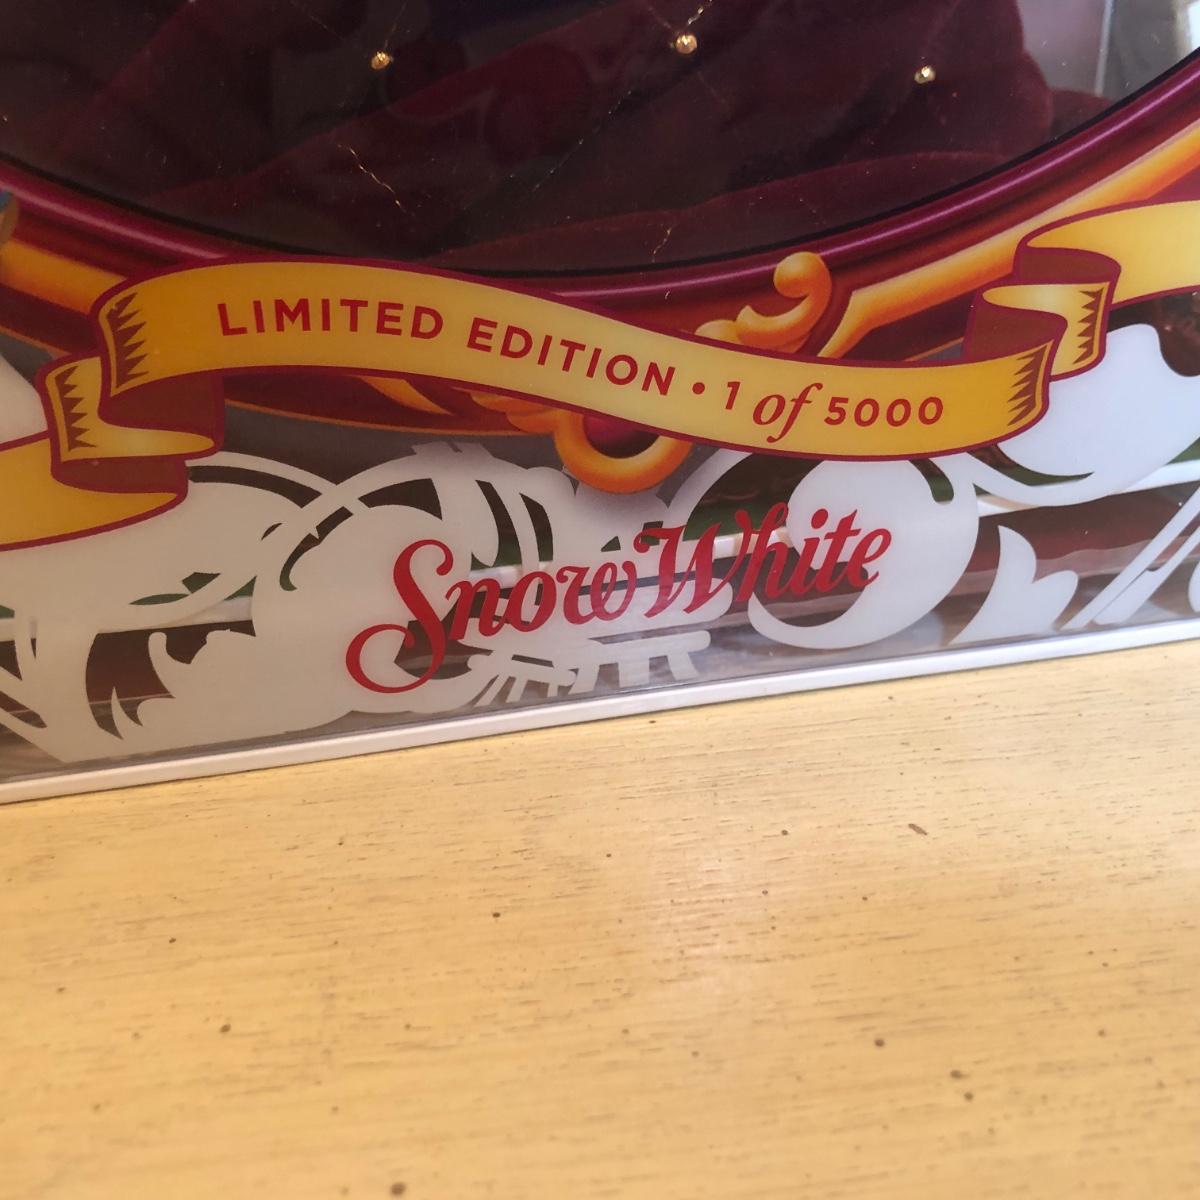 LIMITED EDITION • 1 of 5000
Snow White